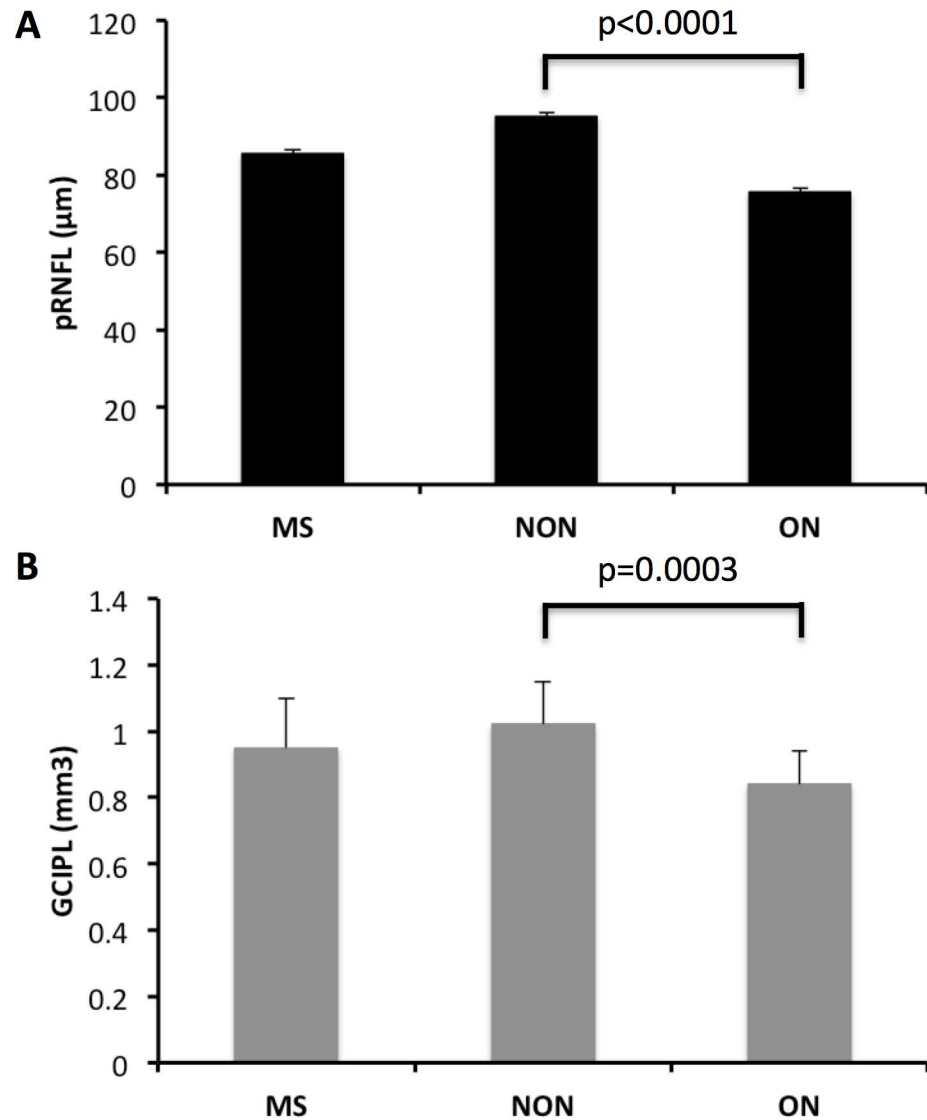 A
p<0.0001
120
100
80
60
40
20
0
pRNFL (μm)
MS NON ON
B
p=0.0003
1.4
1.2
1
0.8
0.6
0.4
0.2
0
GCIPL (mm3)
MS NON ON